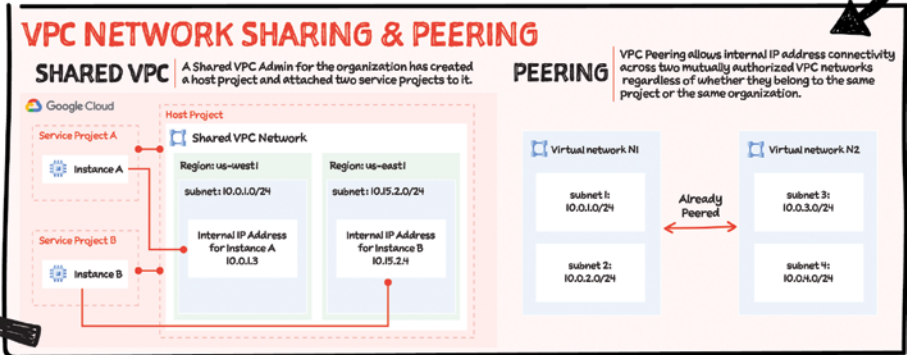 VPC NETWORK SHARING & PEERING
SHARED VPC
A Shared VPC Admin for the organization has created
a host project and attached two service projects to it.
Google Cloud
Service Project A
Instance A
Service Project B
Instance B
Host Project
Shared VPC Network
Region: us-west1
subnet: 10.0.1.0/24
Internal IP Address
for Instance A
10.0.1.3
Region: us-east1
subnet: 10.15.2.0/24
Internal IP Address
for Instance B
10.15.2.4
PEERING
VPC Peering allows internal IP address connectivity
across two mutually authorized VPC networks
regardless of whether they belong to the same
project or the same organization.
Virtual network N1
subnet 1:
10.0.1.0/24
subnet 2:
10.0.2.0/24
Already
Peered
Virtual network N2
subnet 3:
10.0.3.0/24
subnet 4:
10.0.4.0/24